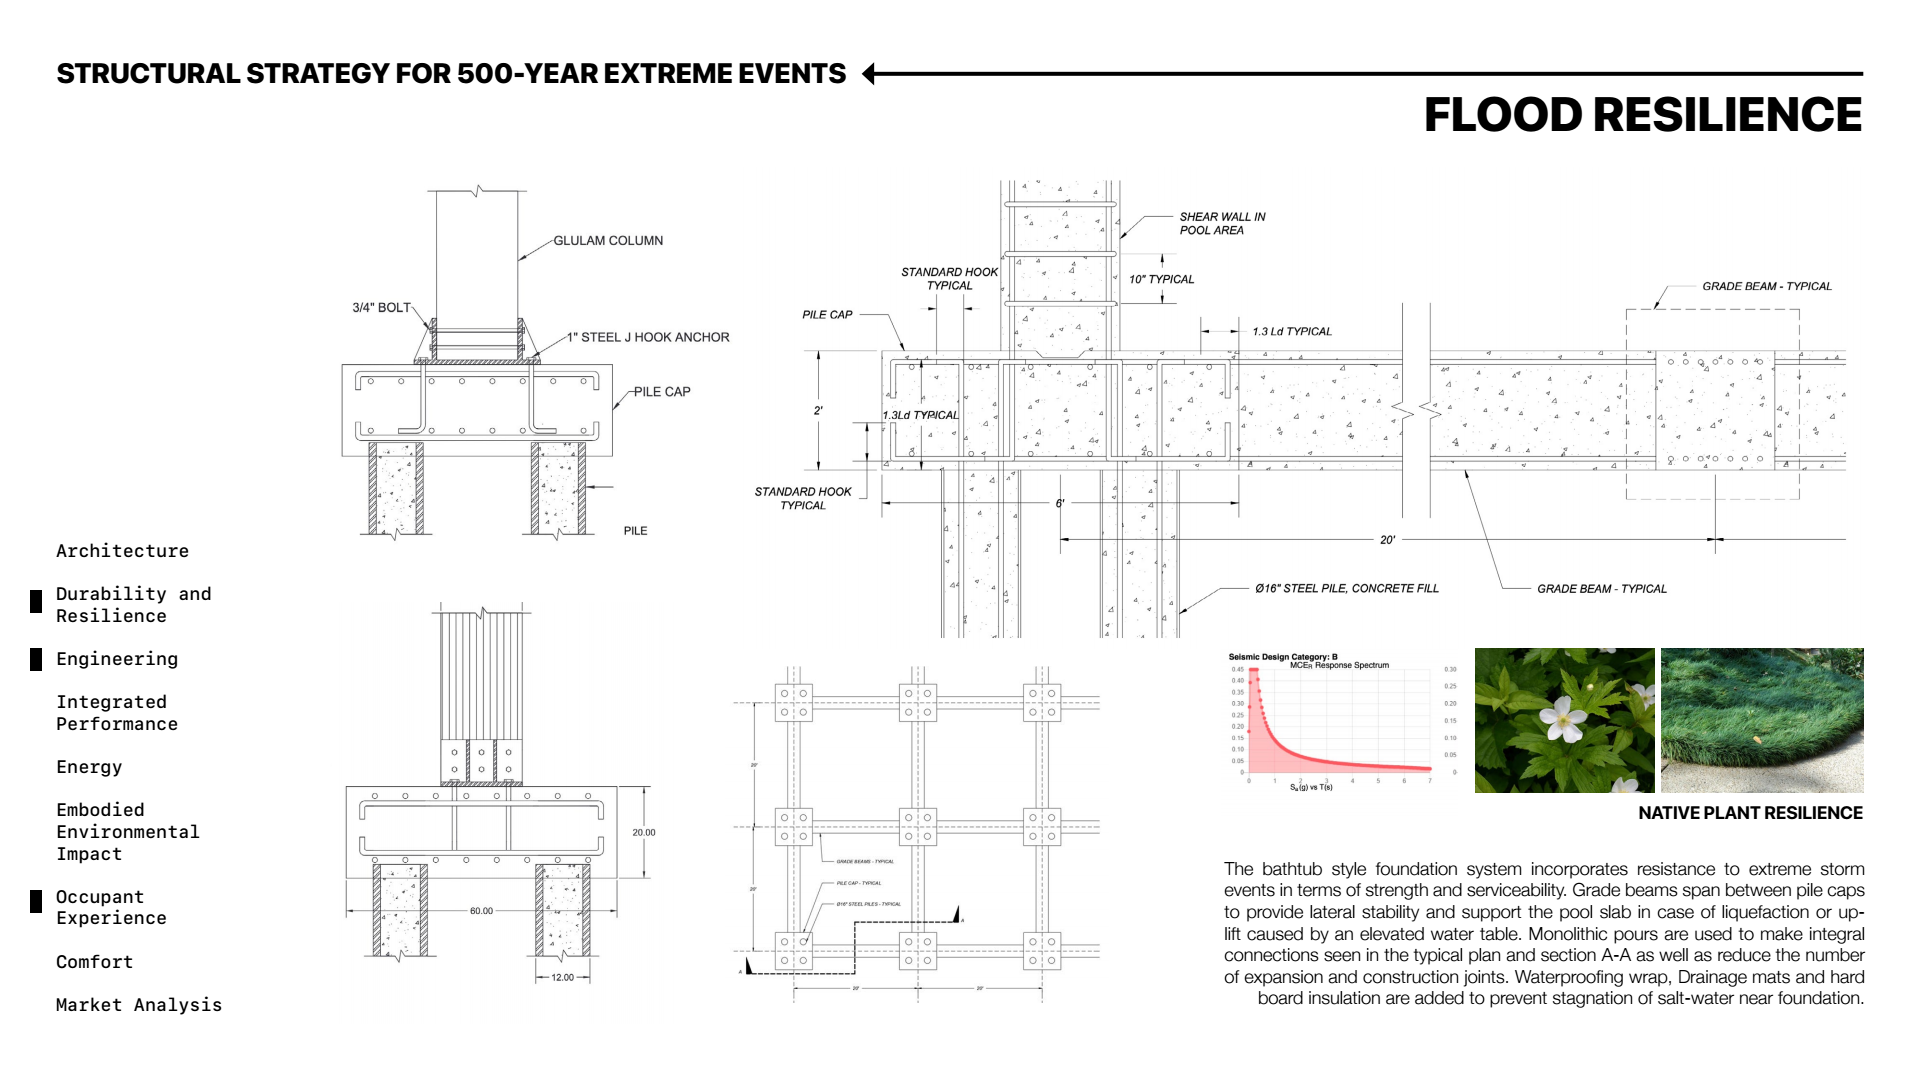 STRUCTURAL STRATEGY FOR 500-YEAR EXTREME EVENTS
FLOOD RESILIENCE
GLULAM COLUMN
3/4" BOLT
1" STEEL J HOOK ANCHOR
PILE CAP
PILE
SHEAR WALL IN
POOL AREA
STANDARD HOOK
TYPICAL
10" TYPICAL
GRADE BEAM - TYPICAL
PILE CAP
1.3 Ld TYPICAL
2'
1.3Ld TYPICAL
STANDARD HOOK
TYPICAL
6'
20'
Ø16" STEEL PILE, CONCRETE FILL
GRADE BEAM - TYPICAL
Architecture
Durability and
Resilience
Engineering
Integrated
Performance
Energy
Embodied
Environmental
Impact
Occupant
Experience
Comfort
Market Analysis
20.00
60.00
12.00
20'
20'
GRADE BEAMS - TYPICAL
PILE CAP - TYPICAL
Ø16" STEEL PILES - TYPICAL
A
A
20'
20'
Seismic Design Category: B
MCER Response Spectrum
0.45
0.40
0.35
0.30
0.25
0.20
0.15
0.10
0.05
0
0.30
0.25
0.20
0.15
0.10
0.05
0
0 1 2 3 4 5 6 7
Sa(g) vs T(s)
NATIVE PLANT RESILIENCE
The bathtub style foundation system incorporates resistance to extreme storm
events in terms of strength and serviceability. Grade beams span between pile caps
to provide lateral stability and support the pool slab in case of liquefaction or up-
lift caused by an elevated water table. Monolithic pours are used to make integral
connections seen in the typical plan and section A-A as well as reduce the number
of expansion and construction joints. Waterproofing wrap, Drainage mats and hard
board insulation are added to prevent stagnation of salt-water near foundation.